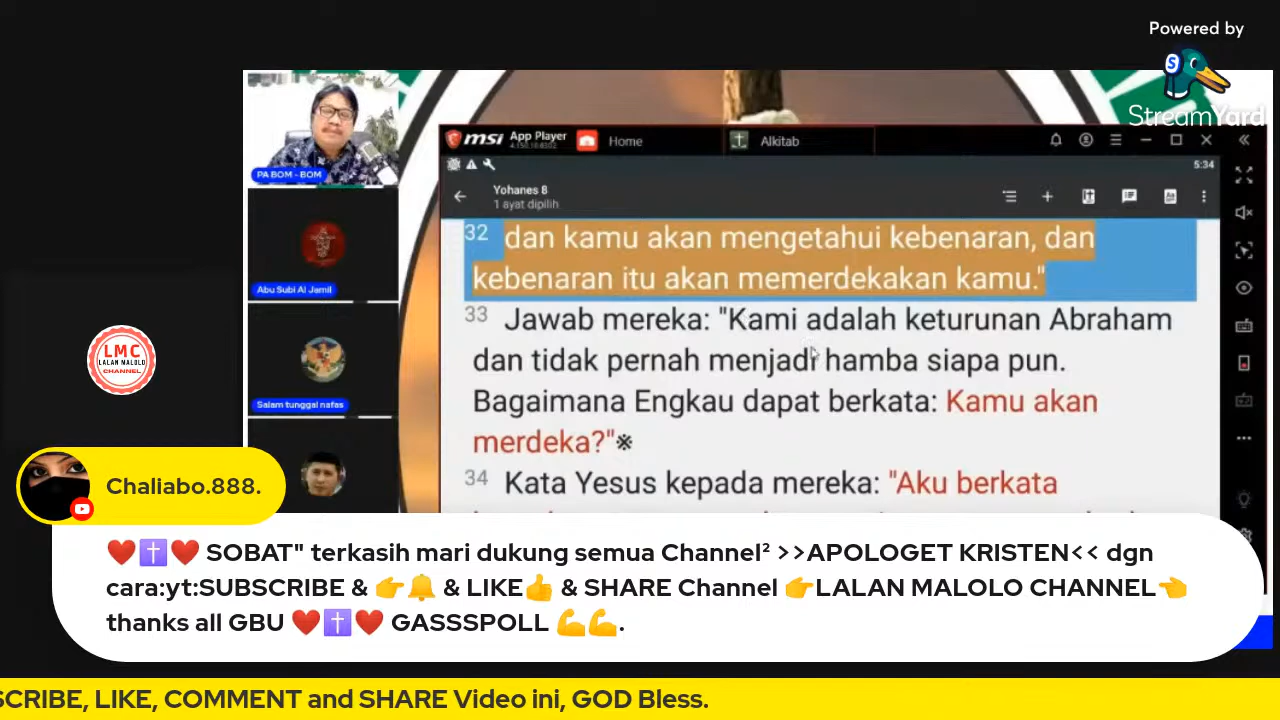 Powered by
StreamYard
msi App Player
4.150.10.6302
Home
Alkitab
5:34
Yohanes 8
1 ayat dipilih
PA BOM - BOM
32 dan kamu akan mengetahui kebenaran, dan
kebenaran itu akan memerdekakan kamu."
Abu Subi Al Jamil
33 Jawab mereka: "Kami adalah keturunan Abraham
dan tidak pernah menjadi hamba siapa pun.
Bagaimana Engkau dapat berkata: Kamu akan
merdeka?"※
Salam tunggal nafas
LMC
LALAN MALOLO
CHANNEL
34 Kata Yesus kepada mereka: "Aku berkata
Chaliabo.888.
❤️✝️❤️ SOBAT" terkasih mari dukung semua Channel² >>APOLOGET KRISTEN<< dgn
cara:yt:SUBSCRIBE & 👉🔔 & LIKE👍 & SHARE Channel 👉LALAN MALOLO CHANNEL👈
thanks all GBU ❤️✝️❤️ GASSSPOLL 💪💪.
SCRIBE, LIKE, COMMENT and SHARE Video ini, GOD Bless.